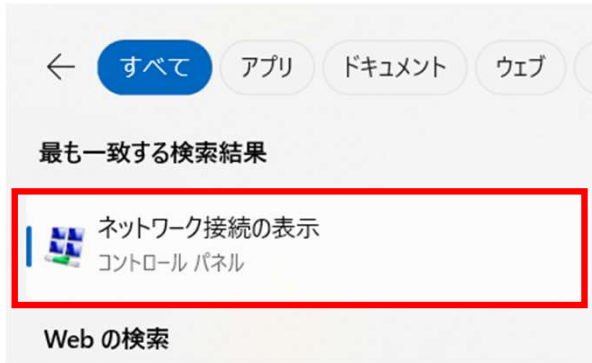 ← すべて アプリ ドキュメント ウェブ
最も一致する検索結果
ネットワーク接続の表示
コントロール パネル
Web の検索